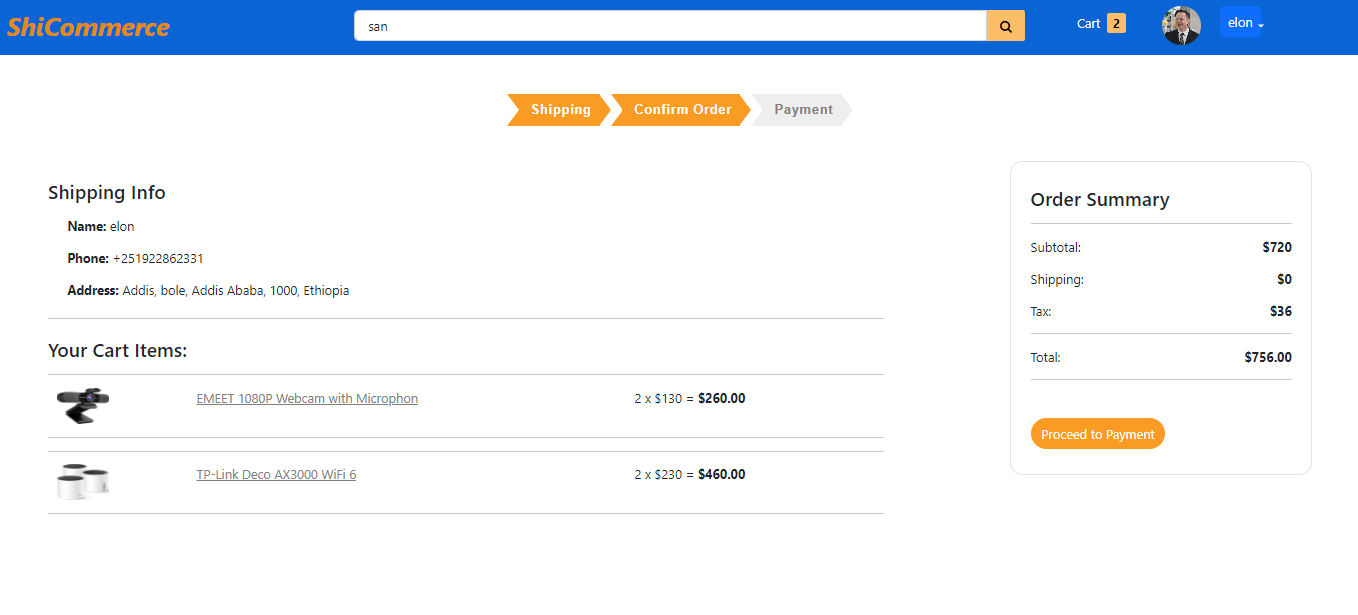 ShiCommerce
san
Cart 2
elon
Shipping Confirm Order Payment
Shipping Info
Name: elon
Phone: +251922862331
Address: Addis, bole, Addis Ababa, 1000, Ethiopia
Your Cart Items:
EMEET 1080P Webcam with Microphon 2 x $130 = $260.00
TP-Link Deco AX3000 WiFi 6 2 x $230 = $460.00
Order Summary
Subtotal: $720
Shipping: $0
Tax: $36
Total: $756.00
Proceed to Payment